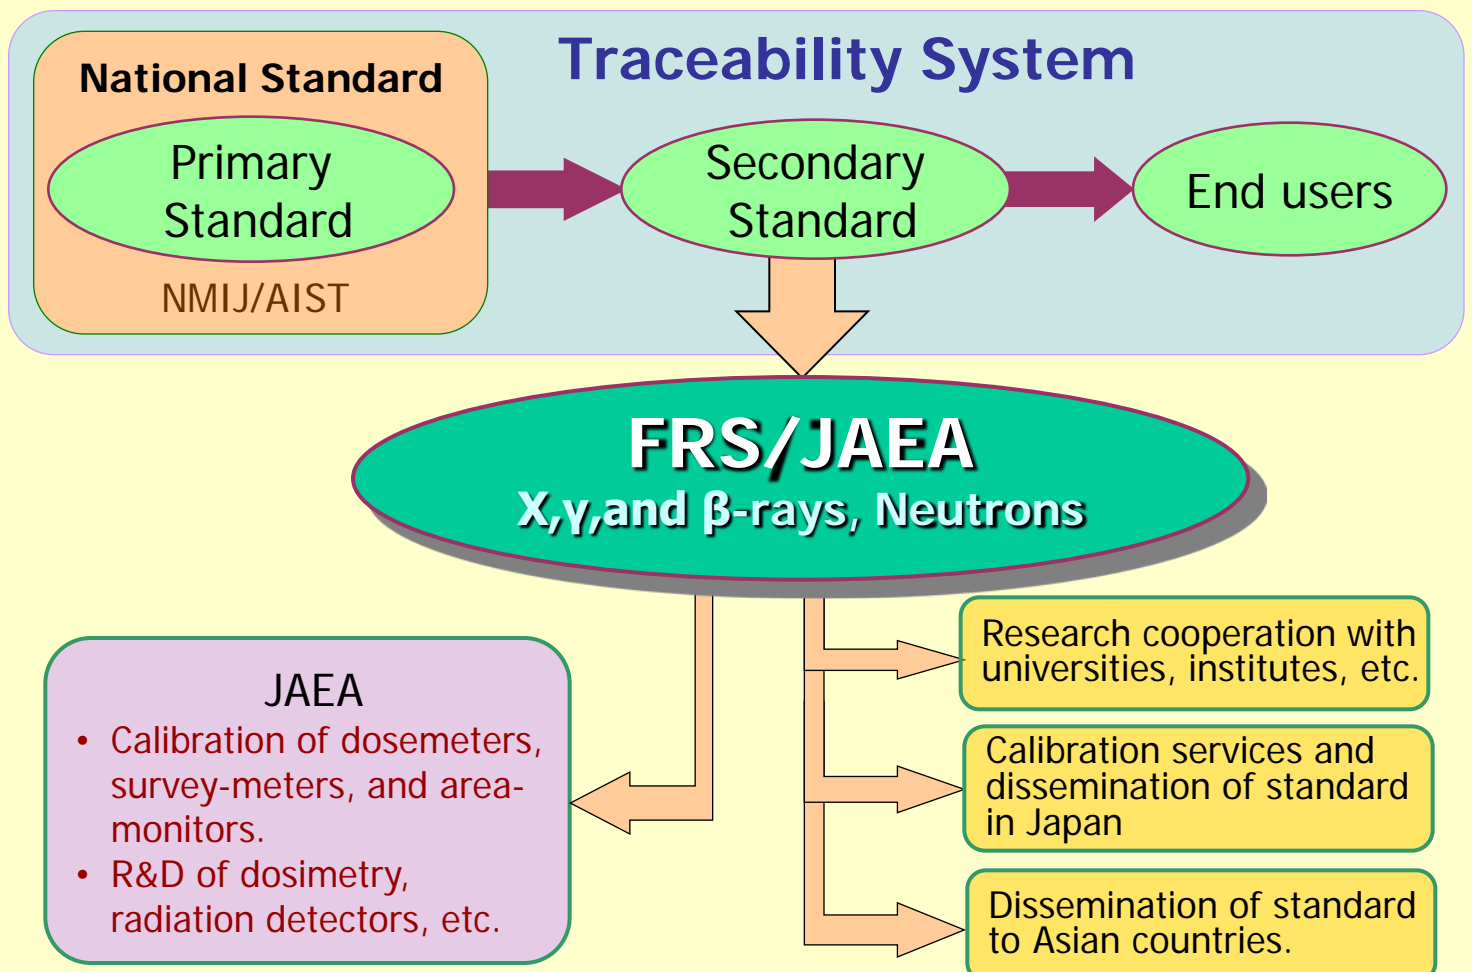 Traceability System
National Standard
Primary
Standard
NMIJ/AIST
Secondary
Standard
End users
FRS/JAEA
X,γ,and β-rays, Neutrons
JAEA
• Calibration of dosemeters,
survey-meters, and area-
monitors.
• R&D of dosimetry,
radiation detectors, etc.
Research cooperation with
universities, institutes, etc.
Calibration services and
dissemination of standard
in Japan
Dissemination of standard
to Asian countries.